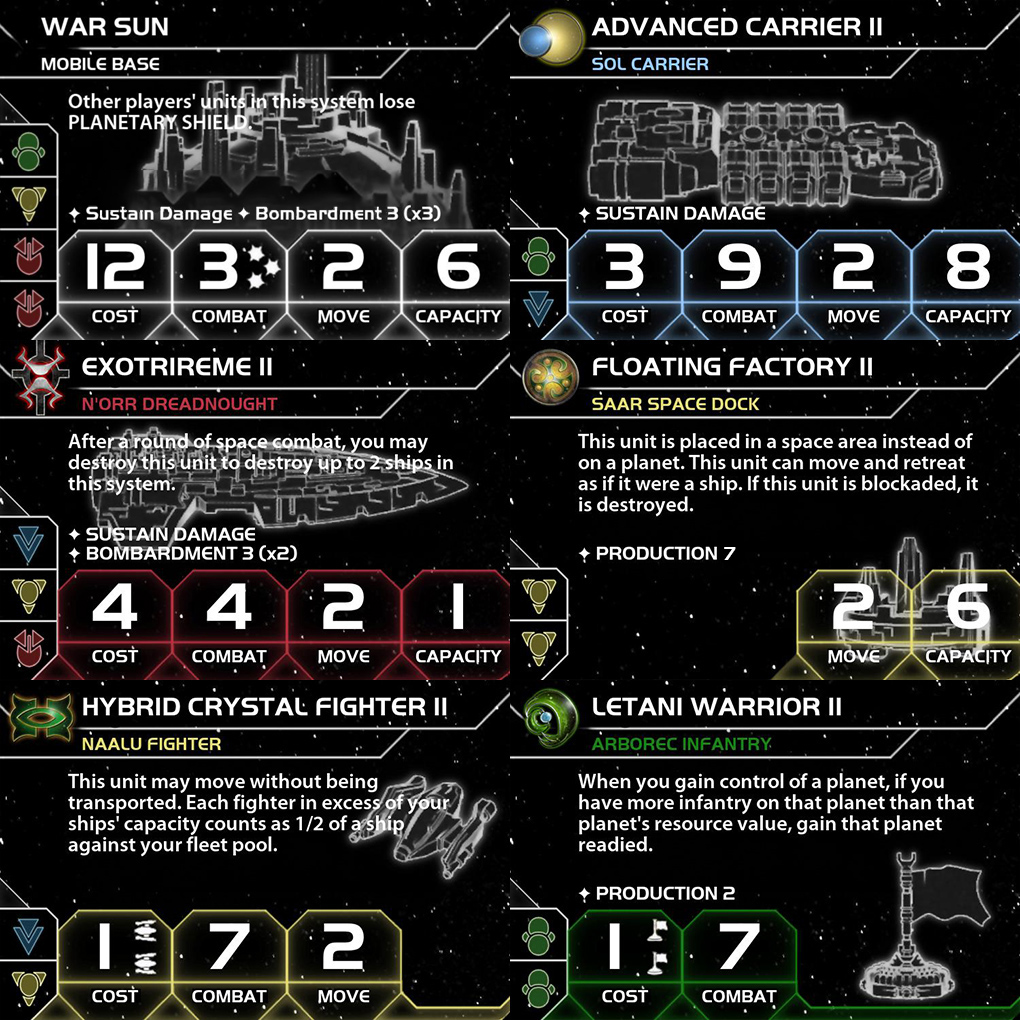 WAR SUN
MOBILE BASE
Other players' units in this system lose
PLANETARY SHIELD.
Sustain Damage Bombardment 3 (x3)
12 3 2 6
COST COMBAT MOVE CAPACITY
ADVANCED CARRIER II
SOL CARRIER
SUSTAIN DAMAGE
3 9 2 8
COST COMBAT MOVE CAPACITY
EXOTRIREME II
N'ORR DREADNOUGHT
After a round of space combat, you may
destroy this unit to destroy up to 2 ships in
this system.
SUSTAIN DAMAGE
BOMBARDMENT 3 (x2)
4 4 2 1
COST COMBAT MOVE CAPACITY
FLOATING FACTORY II
SAAR SPACE DOCK
This unit is placed in a space area instead of
on a planet. This unit can move and retreat
as if it were a ship. If this unit is blockaded, it
is destroyed.
PRODUCTION 7
2 6
MOVE CAPACITY
HYBRID CRYSTAL FIGHTER II
NAALU FIGHTER
This unit may move without being
transported. Each fighter in excess of your
ships' capacity counts as 1/2 of a ship
against your fleet pool.
1 7 2
COST COMBAT MOVE
LETANI WARRIOR II
ARBOREC INFANTRY
When you gain control of a planet, if you
have more infantry on that planet than that
planet's resource value, gain that planet
readied.
PRODUCTION 2
1 7
COST COMBAT